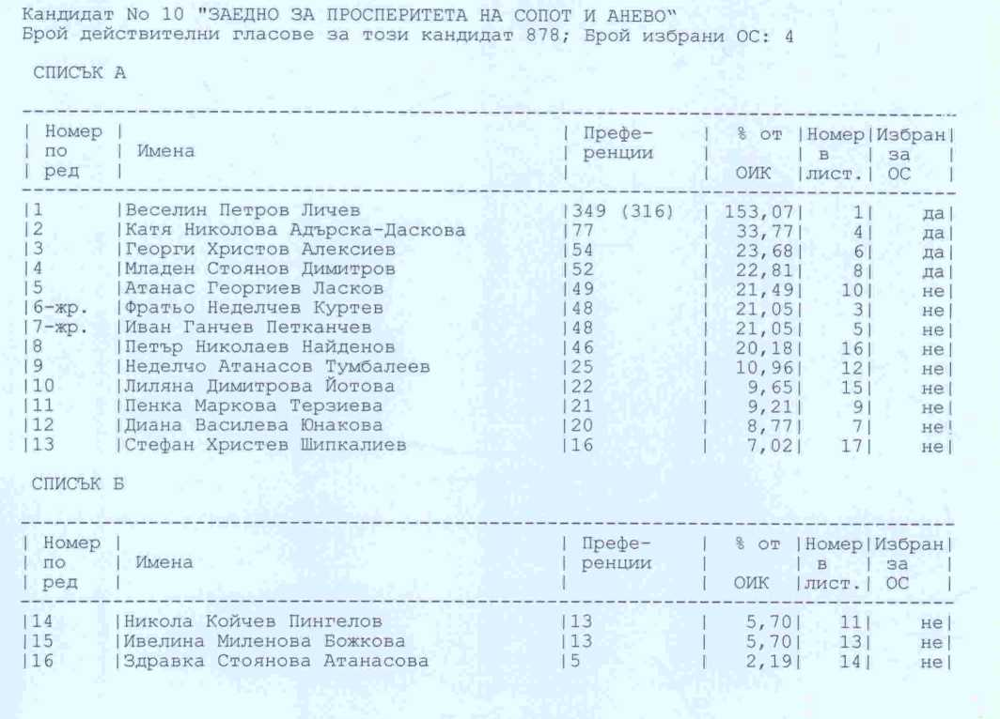 Кандидат No 10 "ЗАЕДНО ЗА ПРОСПЕРИТЕТА НА СОПОТ И АНЕВО“
Брой действителни гласове за този кандидат 878; Брой избрани ОС: 4
СПИСЪК А
| Номер | | Префе- | % от |Номер|Избран|
| по | Имена | ренции | | в | за |
| ред | | | ОИК |лист.| ОС |
|1 |Веселин Петров Личев |349 (316) | 153,07| 1| да|
|2 |Катя Николова Адърска-Даскова |77 | 33,77| 4| да|
|3 |Георги Христов Алексиев |54 | 23,68| 6| да|
|4 |Младен Стоянов Димитров |52 | 22,81| 8| да|
|5 |Атанас Георгиев Ласков |49 | 21,49| 10| не|
|6-жр. |Фратьо Неделчев Куртев |48 | 21,05| 3| не|
|7-жр. |Иван Ганчев Петканчев |48 | 21,05| 5| не|
|8 |Петър Николаев Найденов |46 | 20,18| 16| не|
|9 |Неделчо Атанасов Тумбалеев |25 | 10,96| 12| не|
|10 |Лиляна Димитрова Йотова |22 | 9,65| 15| не|
|11 |Пенка Маркова Терзиева |21 | 9,21| 9| не|
|12 |Диана Василева Юнакова |20 | 8,77| 7| не|
|13 |Стефан Христев Шипкалиев |16 | 7,02| 17| не|
СПИСЪК Б
| Номер | | Префе- | % от |Номер|Избран|
| по | Имена | ренции | | в | за |
| ред | | | ОИК |лист.| ОС |
|14 |Никола Койчев Пингелов |13 | 5,70| 11| не|
|15 |Ивелина Миленова Божкова |13 | 5,70| 13| не|
|16 |Здравка Стоянова Атанасова |5 | 2,19| 14| не|